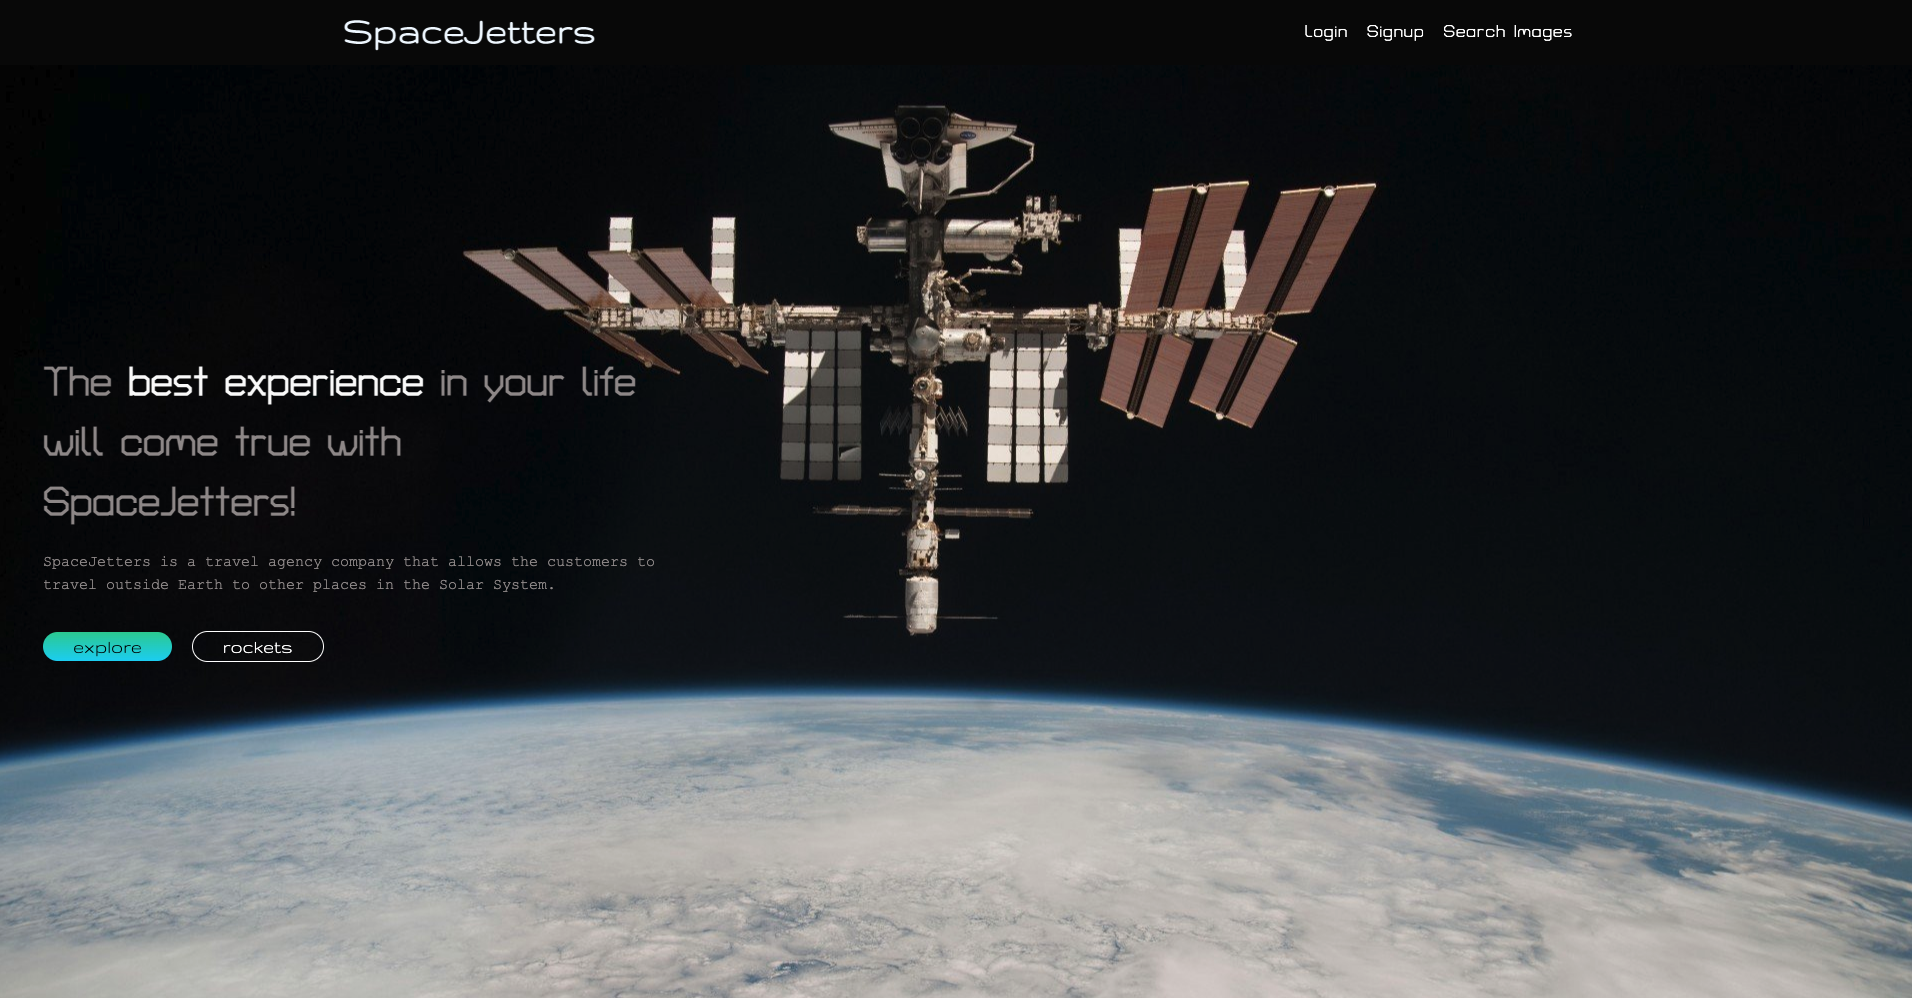 SpaceJetters
Login Signup Search Images
The best experience in your life
will come true with
SpaceJetters!
SpaceJetters is a travel agency company that allows the customers to
travel outside Earth to other places in the Solar System.
explore rockets